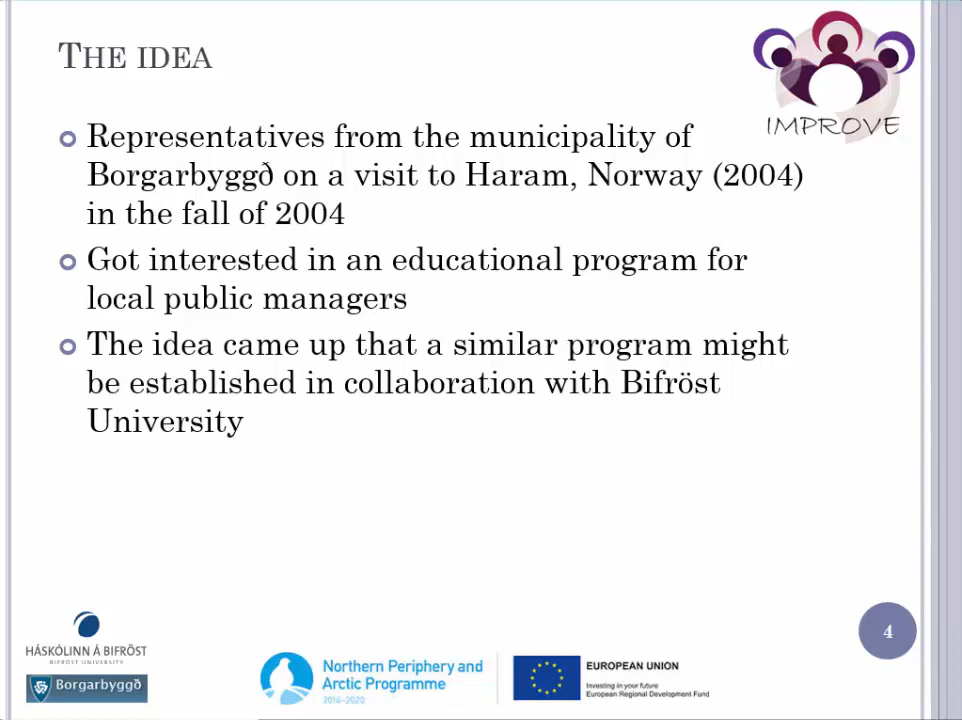 THE IDEA
IMPROVE
Representatives from the municipality of
Borgarbyggð on a visit to Haram, Norway (2004)
in the fall of 2004
Got interested in an educational program for
local public managers
The idea came up that a similar program might
be established in collaboration with Bifröst
University
4
HÁSKÓLINN Á BIFRÖST
BIFRÖST UNIVERSITY
Borgarbyggð
Northern Periphery and
Arctic Programme
2014–2020
EUROPEAN UNION
Investing in your future
European Regional Development Fund